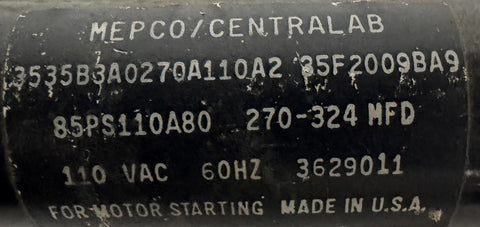 MEPCO/CENTRALAB
3535B3A0270A110A2 35F2009BA9
85PS110A80 270-324 MFD
110 VAC 60HZ 3629011
FOR MOTOR STARTING MADE IN U.S.A.